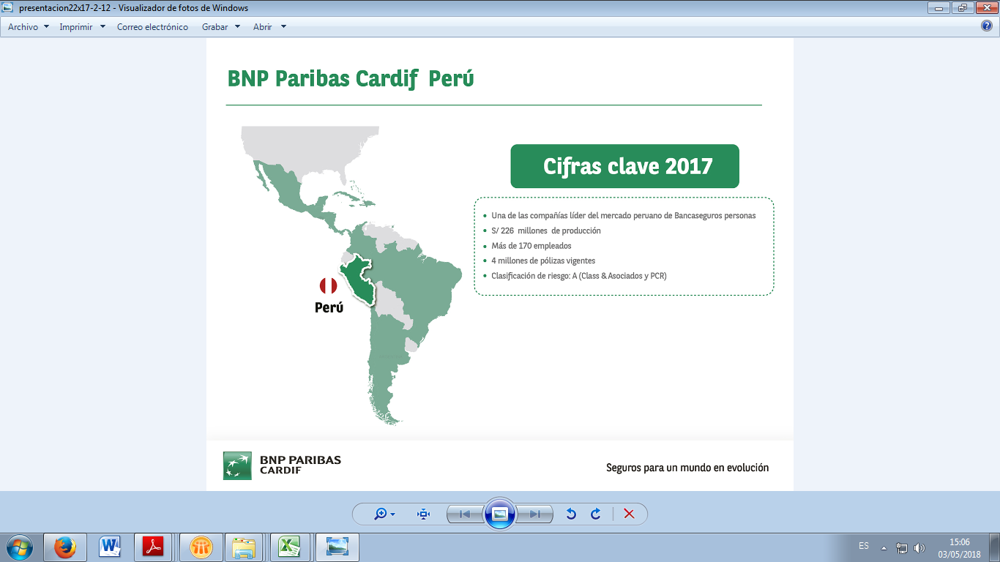 presentacion22x17-2-12 - Visualizador de fotos de Windows
Archivo Imprimir Correo electrónico Grabar Abrir
BNP Paribas Cardif Perú
Cifras clave 2017
Una de las compañías líder del mercado peruano de Bancaseguros personas
S/ 226 millones de producción
Más de 170 empleados
4 millones de pólizas vigentes
Clasificación de riesgo: A (Class & Asociados y PCR)
Perú
BNP PARIBAS
CARDIF
Seguros para un mundo en evolución
ES
15:06
03/05/2018